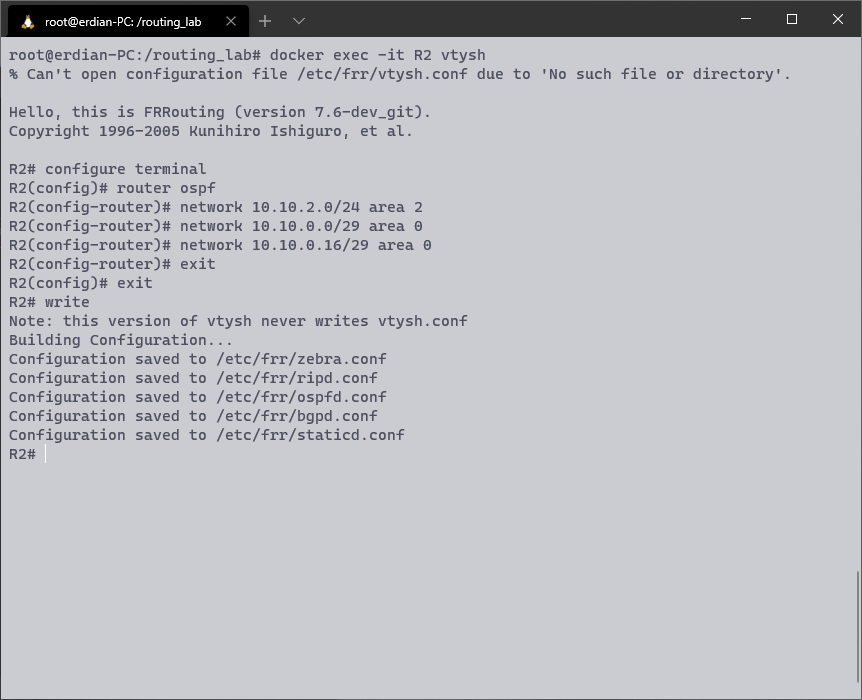 root@erdian-PC: /routing_lab
root@erdian-PC:/routing_lab# docker exec -it R2 vtysh
% Can't open configuration file /etc/frr/vtysh.conf due to 'No such file or directory'.
Hello, this is FRRouting (version 7.6-dev_git).
Copyright 1996-2005 Kunihiro Ishiguro, et al.
R2# configure terminal
R2(config)# router ospf
R2(config-router)# network 10.10.2.0/24 area 2
R2(config-router)# network 10.10.0.0/29 area 0
R2(config-router)# network 10.10.0.16/29 area 0
R2(config-router)# exit
R2(config)# exit
R2# write
Note: this version of vtysh never writes vtysh.conf
Building Configuration...
Configuration saved to /etc/frr/zebra.conf
Configuration saved to /etc/frr/ripd.conf
Configuration saved to /etc/frr/ospfd.conf
Configuration saved to /etc/frr/bgpd.conf
Configuration saved to /etc/frr/staticd.conf
R2#